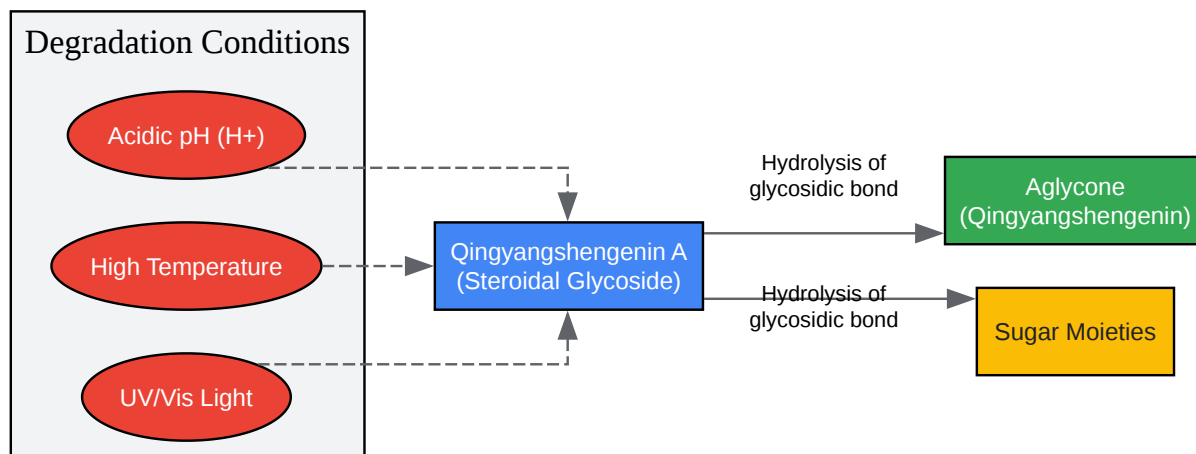 Degradation Conditions
Acidic pH (H+)
High Temperature
UV/Vis Light
Qingyangshengenin A
(Steroidal Glycoside)
Hydrolysis of
glycosidic bond
Hydrolysis of
glycosidic bond
Aglycone
(Qingyangshengenin)
Sugar Moieties